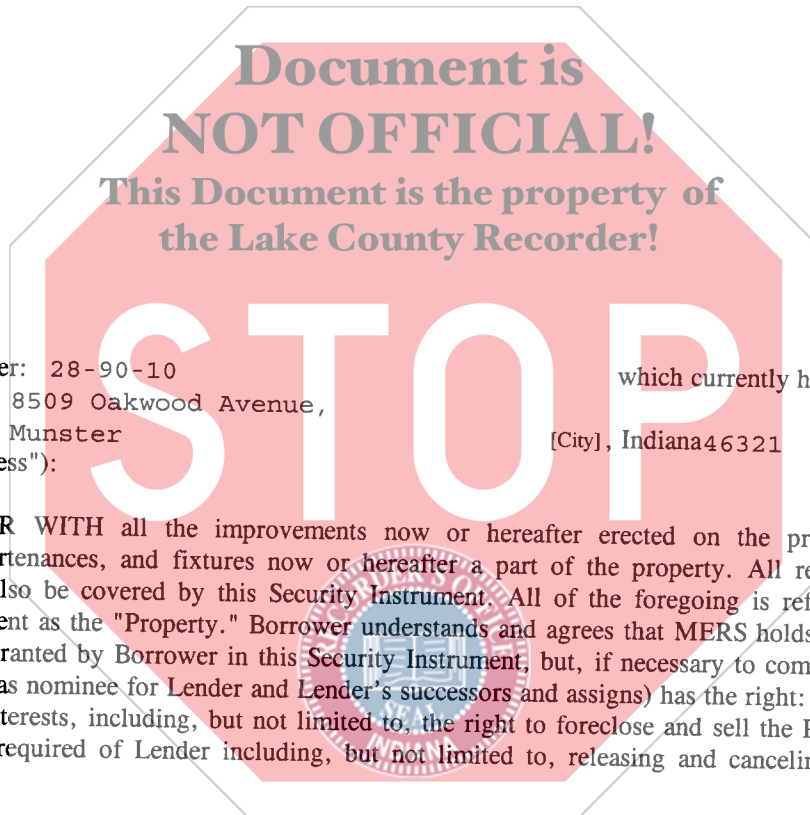 Document is
NOT OFFICIAL!
This Document is the property of
the Lake County Recorder!
STOP
er: 28-90-10
which currently h
8509 Oakwood Avenue,
Munster
[City], Indiana46321
ess"):
R WITH all the improvements now or hereafter erected on the pr
rtenances, and fixtures now or hereafter a part of the property. All re
lso be covered by this Security Instrument. All of the foregoing is ref
ent as the "Property." Borrower understands and agrees that MERS holds
ranted by Borrower in this Security Instrument, but, if necessary to com
as nominee for Lender and Lender's successors and assigns) has the right:
terests, including, but not limited to, the right to foreclose and sell the P
required of Lender including, but not limited to, releasing and cancelin
RECORDER'S OFFICE
SEAL